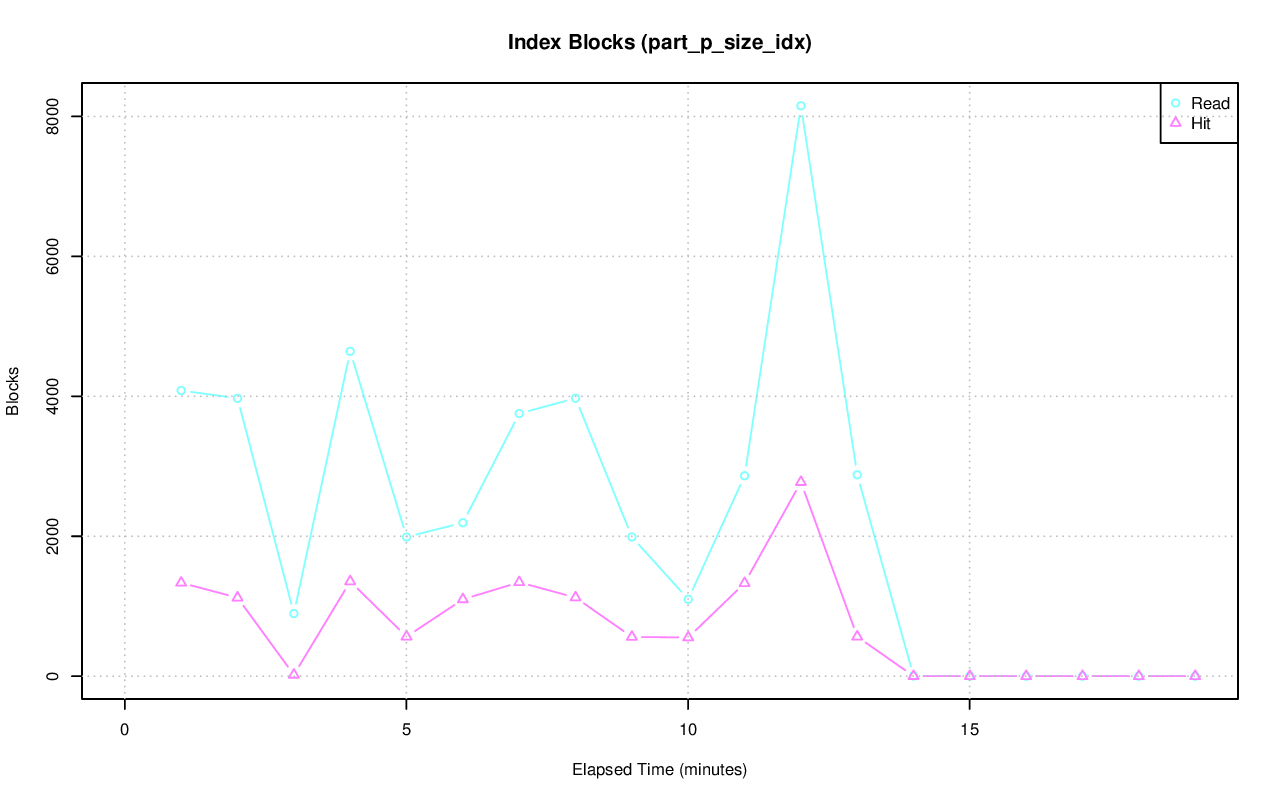 Index Blocks (part_p_size_idx)
Read
Hit
8000
6000
4000
2000
0
Blocks
0 5 10 15
Elapsed Time (minutes)